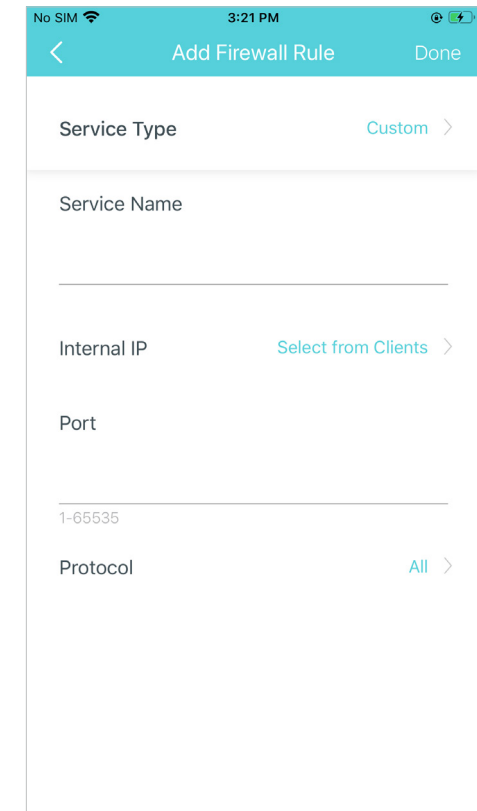 No SIM 3:21 PM
Add Firewall Rule Done
Service Type Custom
Service Name
Internal IP Select from Clients
Port
1-65535
Protocol All